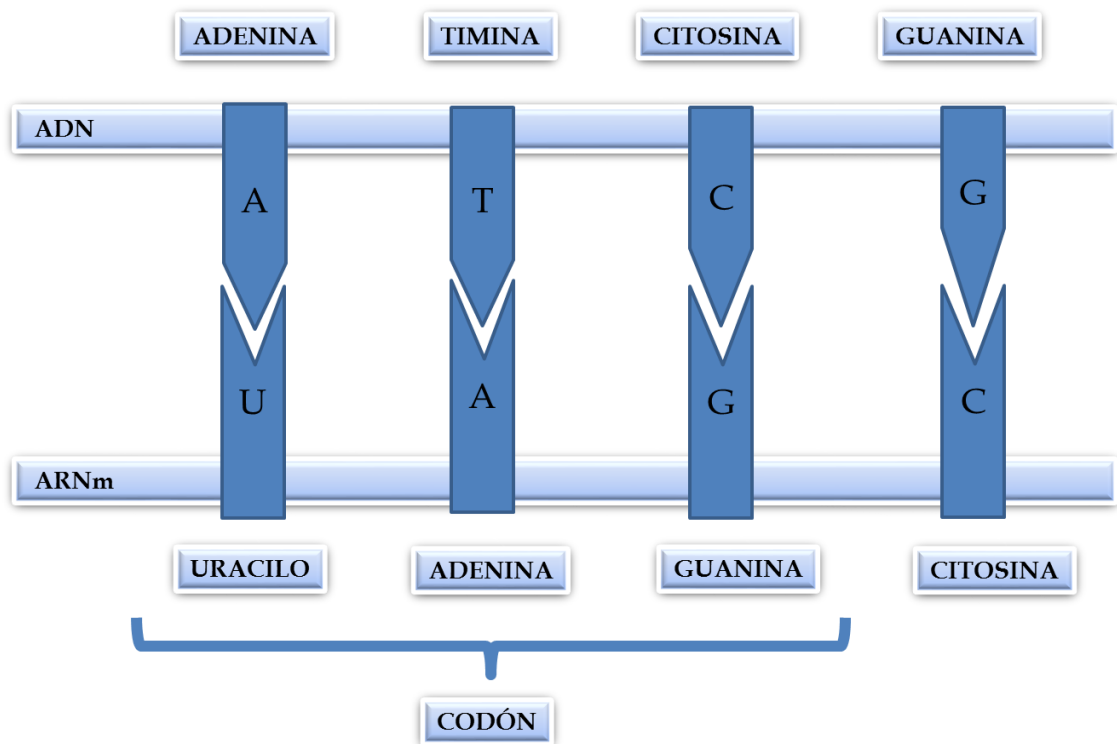 ADENINA TIMINA CITOSINA GUANINA
ADN
A T C G
U A G C
ARNm
URACILO ADENINA GUANINA CITOSINA
CODÓN